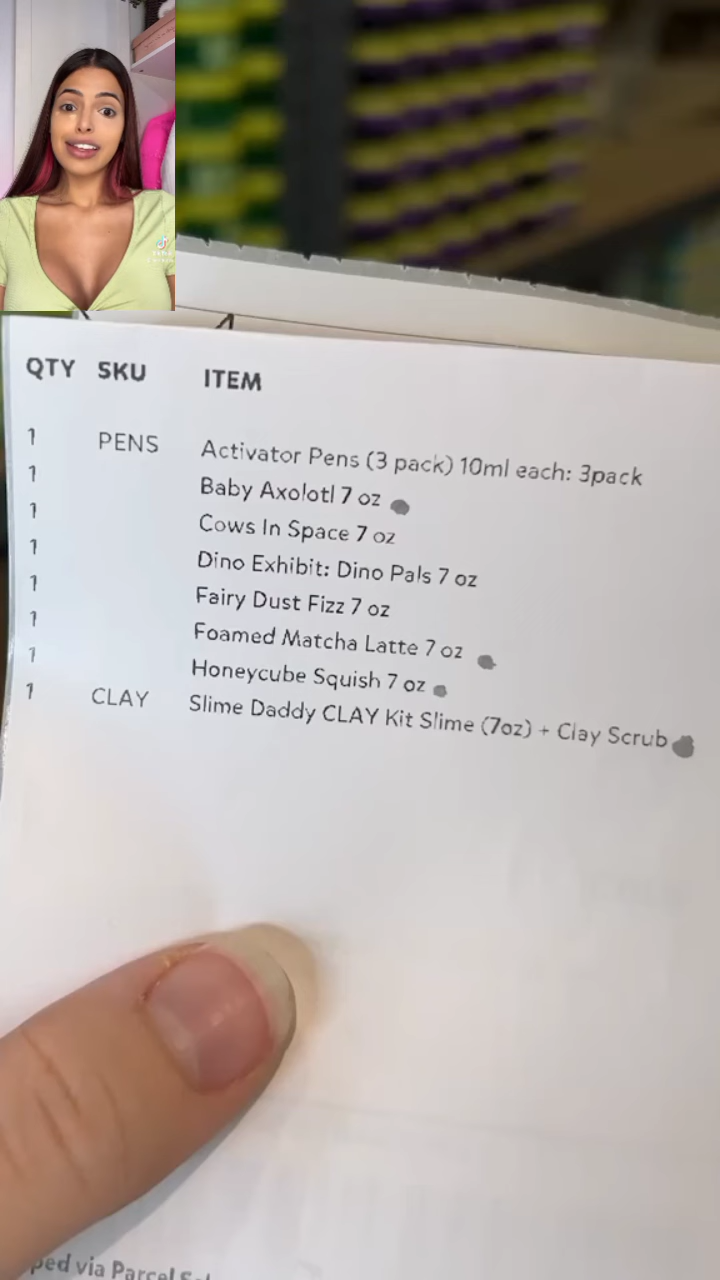 QTY SKU ITEM
1 PENS Activator Pens (3 pack) 10ml each: 3pack
1 Baby Axolotl 7 oz
1 Cows In Space 7 oz
1 Dino Exhibit: Dino Pals 7 oz
1 Fairy Dust Fizz 7 oz
1 Foamed Matcha Latte 7 oz
1 Honeycube Squish 7 oz
1 CLAY Slime Daddy CLAY Kit Slime (7oz) + Clay Scrub
via Parcel